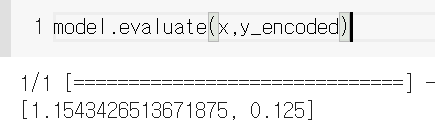 1 model.evaluate(x,y_encoded)
1/1 [==============================] -
[1.1543426513671875, 0.125]